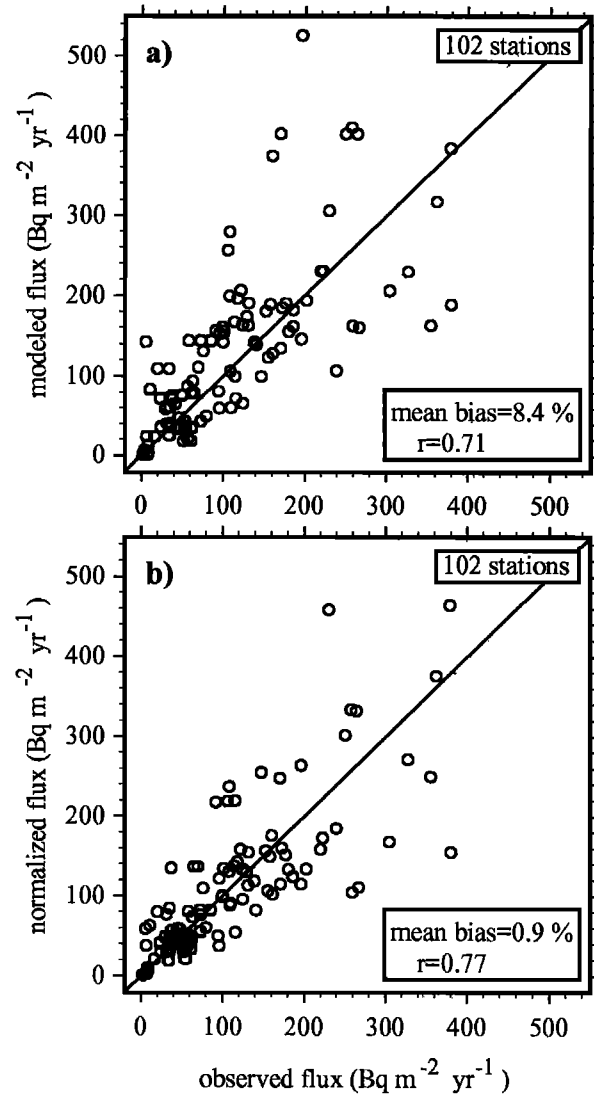 a)
102 stations
500
400
300
200
100
0
modeled flux (Bq m⁻² yr⁻¹)
mean bias=8.4 %
r=0.71
0 100 200 300 400 500
b)
102 stations
500
400
300
200
100
0
normalized flux (Bq m⁻² yr⁻¹)
mean bias=0.9 %
r=0.77
0 100 200 300 400 500
observed flux (Bq m⁻² yr⁻¹)